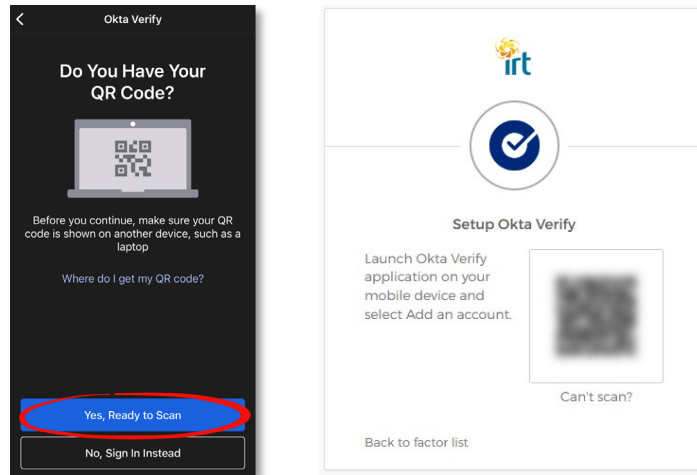 Okta Verify
Do You Have Your
QR Code?
Before you continue, make sure your QR
code is shown on another device, such as a
laptop
Where do I get my QR code?
Yes, Ready to Scan
No, Sign In Instead
irt
Setup Okta Verify
Launch Okta Verify
application on your
mobile device and
select Add an account.
Can't scan?
Back to factor list